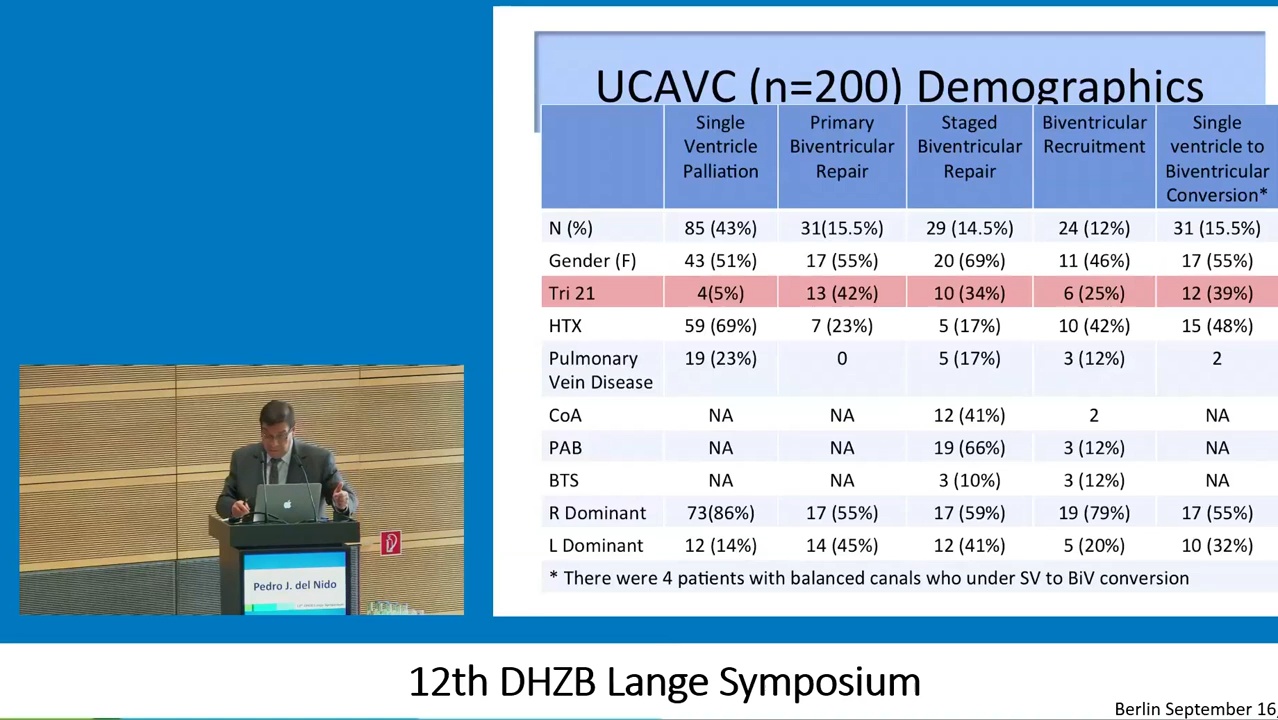 UCAVC (n=200) Demographics
Single Ventricle Palliation
Primary Biventricular Repair
Staged Biventricular Repair
Biventricular Recruitment
Single ventricle to Biventricular Conversion*
N (%) 85 (43%) 31(15.5%) 29 (14.5%) 24 (12%) 31 (15.5%)
Gender (F) 43 (51%) 17 (55%) 20 (69%) 11 (46%) 17 (55%)
Tri 21 4(5%) 13 (42%) 10 (34%) 6 (25%) 12 (39%)
HTX 59 (69%) 7 (23%) 5 (17%) 10 (42%) 15 (48%)
Pulmonary Vein Disease 19 (23%) 0 5 (17%) 3 (12%) 2
CoA NA NA 12 (41%) 2 NA
PAB NA NA 19 (66%) 3 (12%) NA
BTS NA NA 3 (10%) 3 (12%) NA
R Dominant 73(86%) 17 (55%) 17 (59%) 19 (79%) 17 (55%)
L Dominant 12 (14%) 14 (45%) 12 (41%) 5 (20%) 10 (32%)
* There were 4 patients with balanced canals who under SV to BiV conversion
Pedro J. del Nido
12th DHZB Lange Symposium
Berlin September 16,